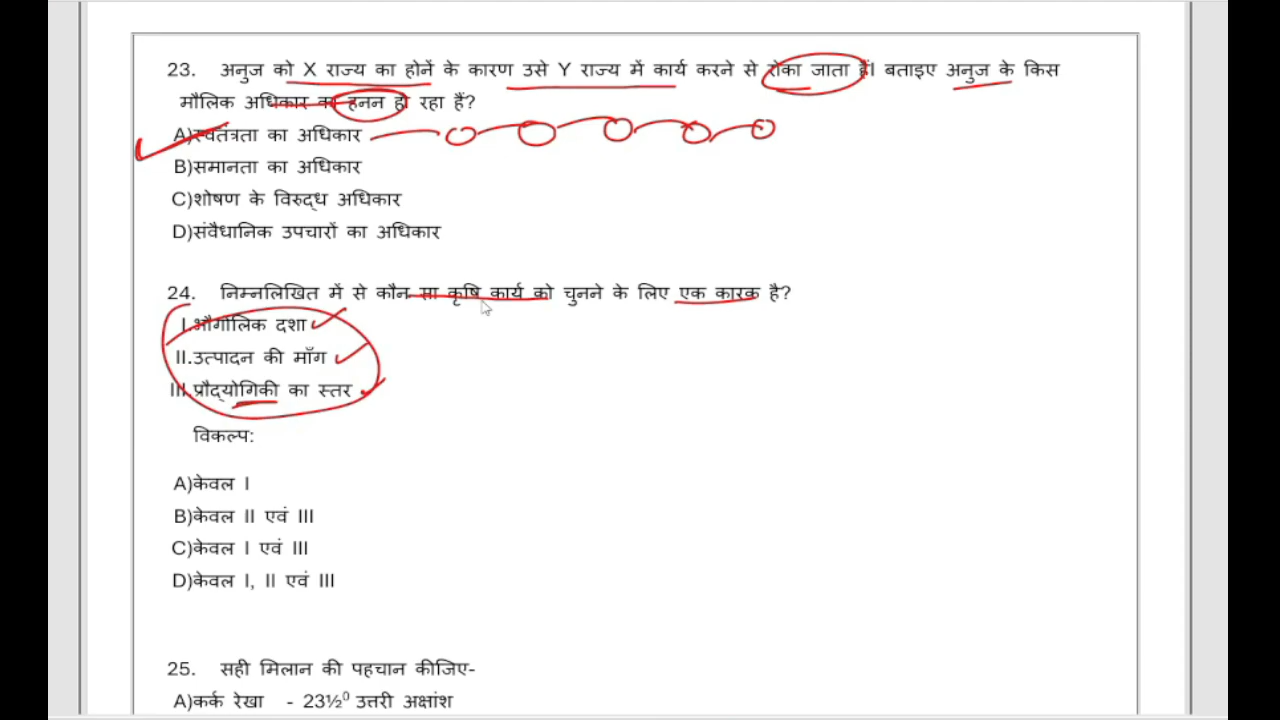 23. अनुज को X राज्य का होनें के कारण उसे Y राज्य में कार्य करने से रोका जाता हैं। बताइए अनुज के किस
मौलिक अधिकार का हनन हो रहा हैं?
A)स्वतंत्रता का अधिकार
B)समानता का अधिकार
C)शोषण के विरुद्ध अधिकार
D)संवैधानिक उपचारों का अधिकार
24. निम्नलिखित में से कौन सा कृषि कार्य को चुनने के लिए एक कारक है?
I.भौगोलिक दशा
II.उत्पादन की माँग
III.प्रौद्योगिकी का स्तर
विकल्प:
A)केवल I
B)केवल II एवं III
C)केवल I एवं III
D)केवल I, II एवं III
25. सही मिलान की पहचान कीजिए-
A)कर्क रेखा - 23½⁰ उत्तरी अक्षांश